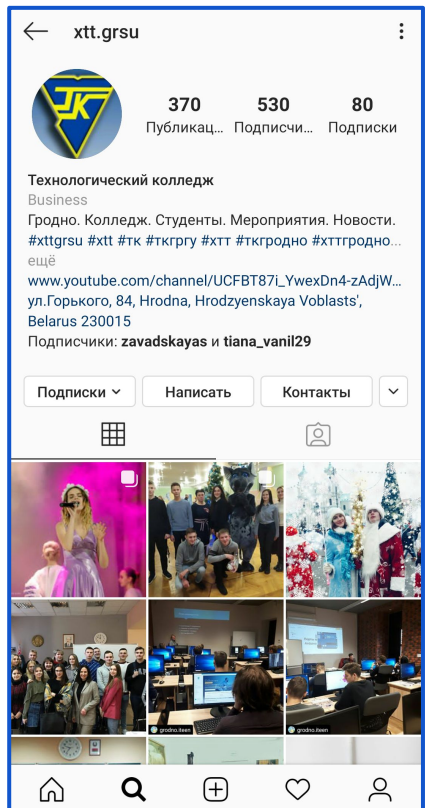 xtt.grsu
370 530 80
Публикац... Подписчи... Подписки
Технологический колледж
Business
Гродно. Колледж. Студенты. Мероприятия. Новости.
#xttgrsu #xtt #тк #ткгргу #хтт #ткгродно #хттгродно...
ещё
www.youtube.com/channel/UCFBT87i_YwexDn4-zAdjW...
ул.Горького, 84, Hrodna, Hrodzyenskaya Voblasts',
Belarus 230015
Подписчики: zavadskayas и tiana_vanil29
Подписки Написать Контакты
grodno.iteen grodno.iteen